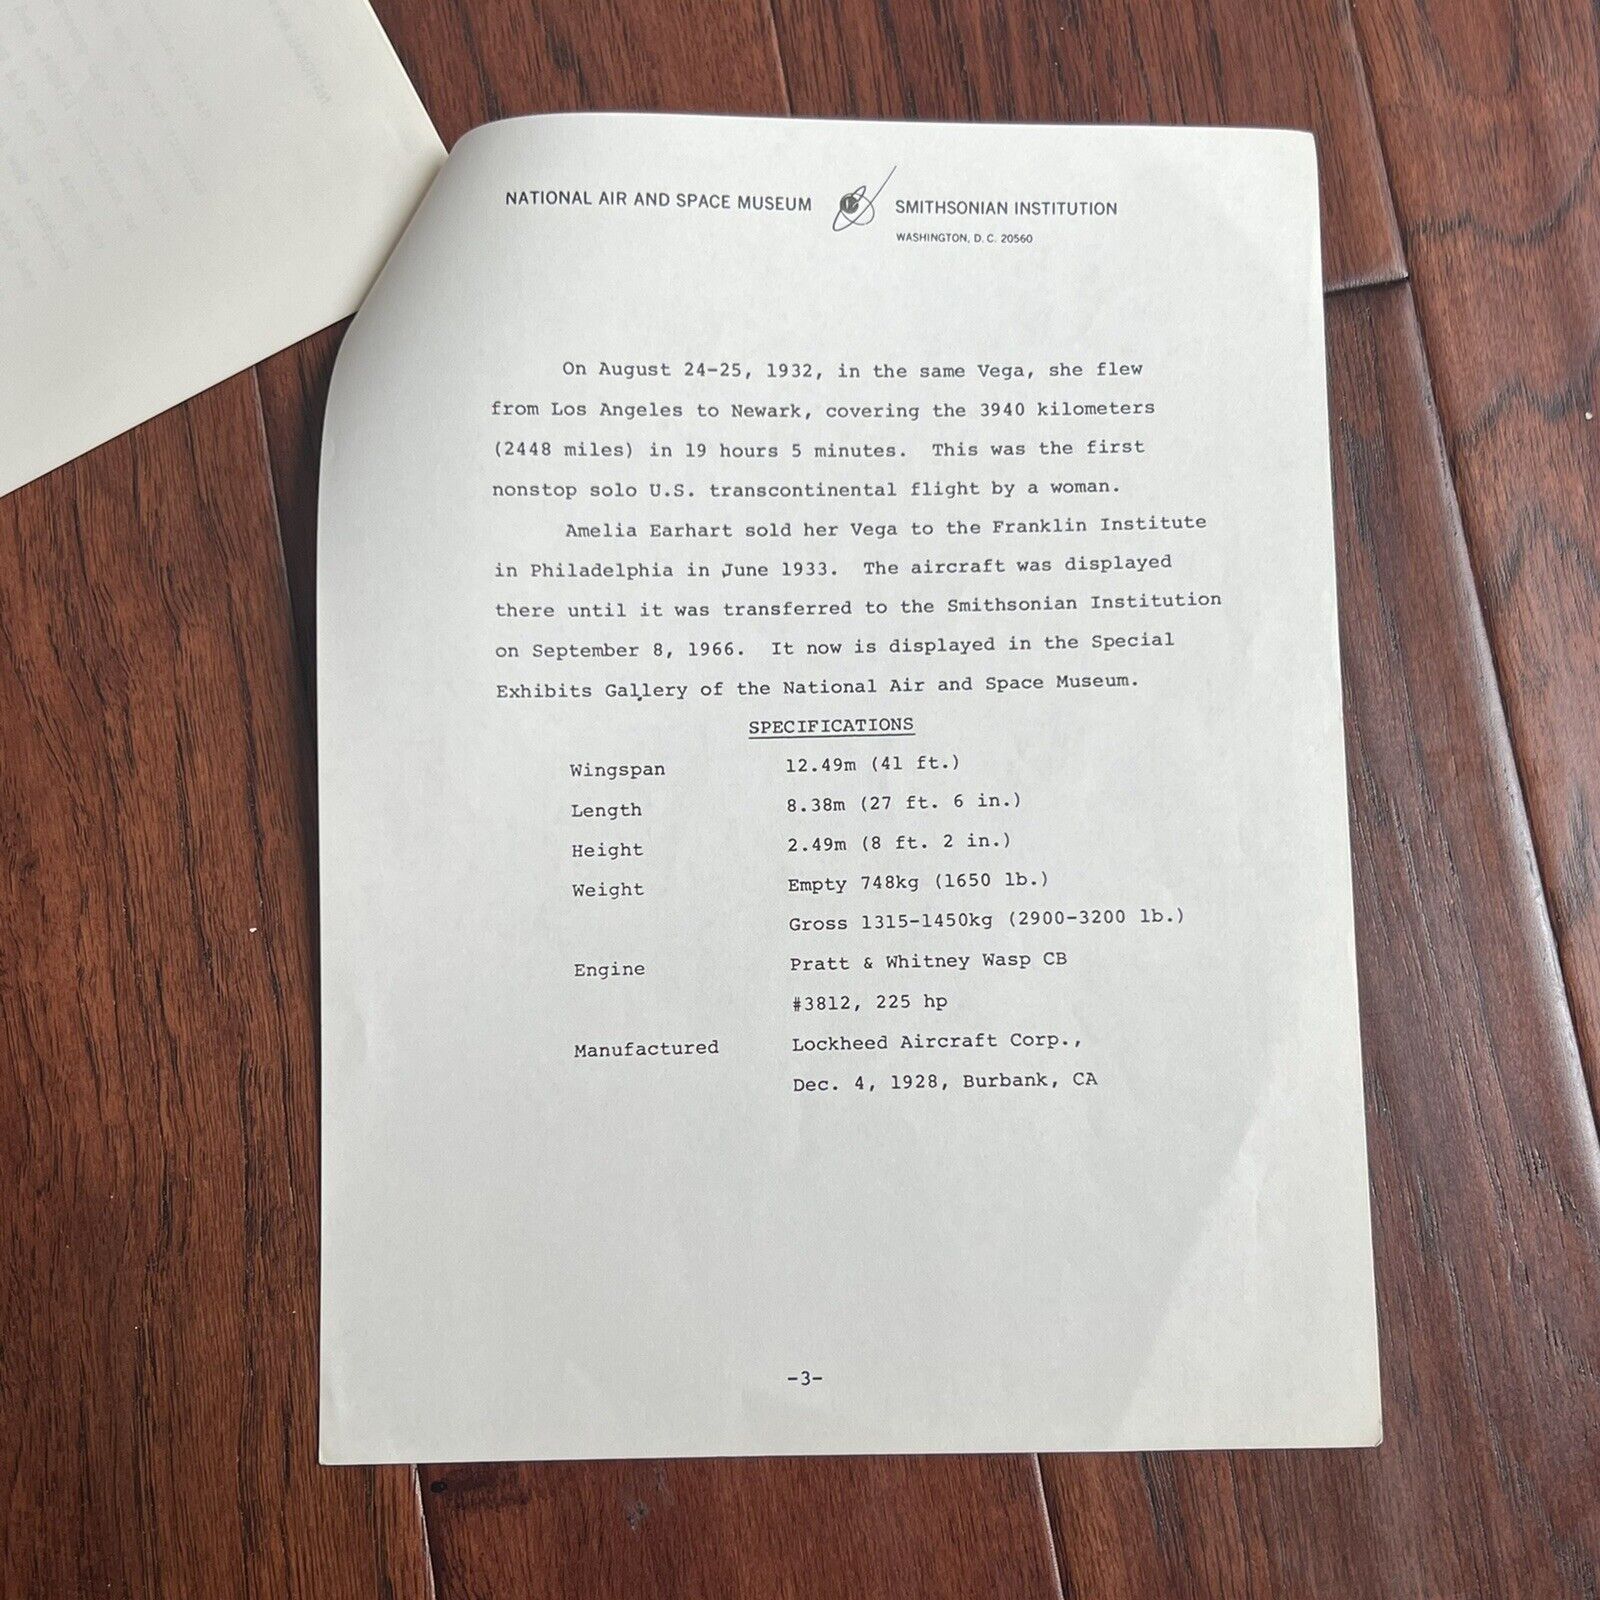 NATIONAL AIR AND SPACE MUSEUM SMITHSONIAN INSTITUTION
WASHINGTON, D. C. 20560
On August 24-25, 1932, in the same Vega, she flew
from Los Angeles to Newark, covering the 3940 kilometers
(2448 miles) in 19 hours 5 minutes. This was the first
nonstop solo U.S. transcontinental flight by a woman.
Amelia Earhart sold her Vega to the Franklin Institute
in Philadelphia in June 1933. The aircraft was displayed
there until it was transferred to the Smithsonian Institution
on September 8, 1966. It now is displayed in the Special
Exhibits Gallery of the National Air and Space Museum.
SPECIFICATIONS
Wingspan 12.49m (41 ft.)
Length 8.38m (27 ft. 6 in.)
Height 2.49m (8 ft. 2 in.)
Weight Empty 748kg (1650 lb.)
Gross 1315-1450kg (2900-3200 lb.)
Engine Pratt & Whitney Wasp CB
#3812, 225 hp
Manufactured Lockheed Aircraft Corp.,
Dec. 4, 1928, Burbank, CA
-3-